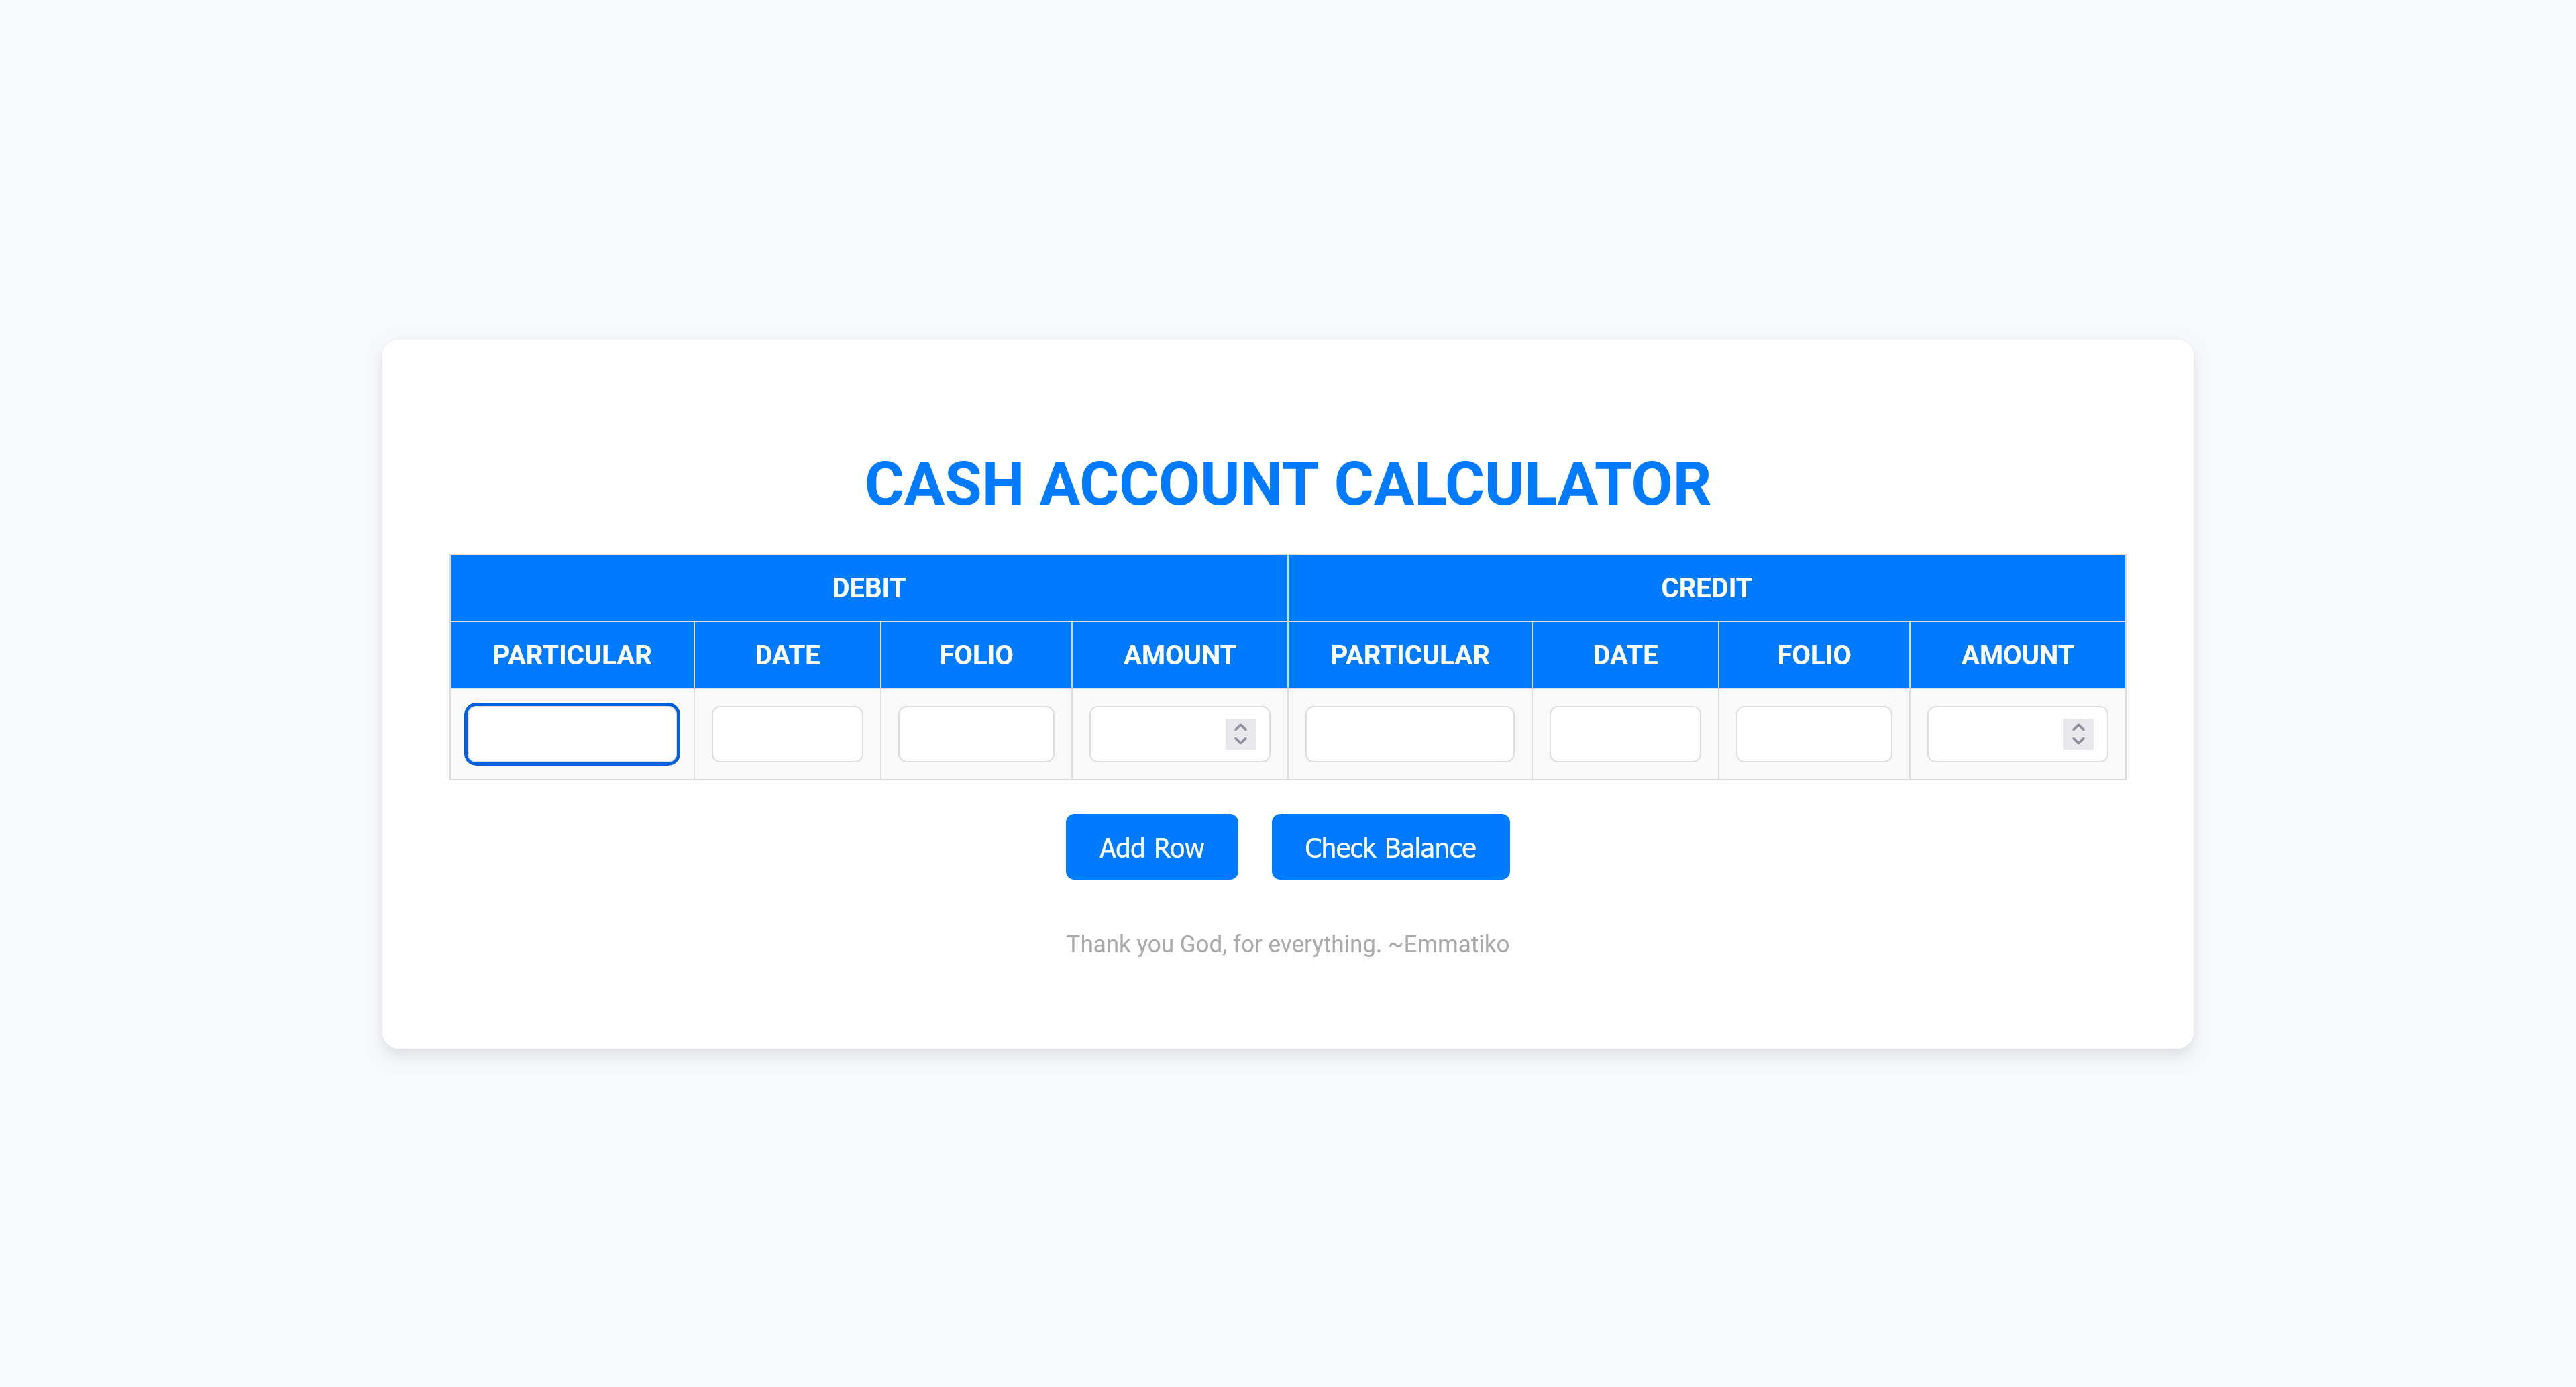 CASH ACCOUNT CALCULATOR
DEBIT CREDIT
PARTICULAR DATE FOLIO AMOUNT PARTICULAR DATE FOLIO AMOUNT
Add Row Check Balance
Thank you God, for everything. ~Emmatiko